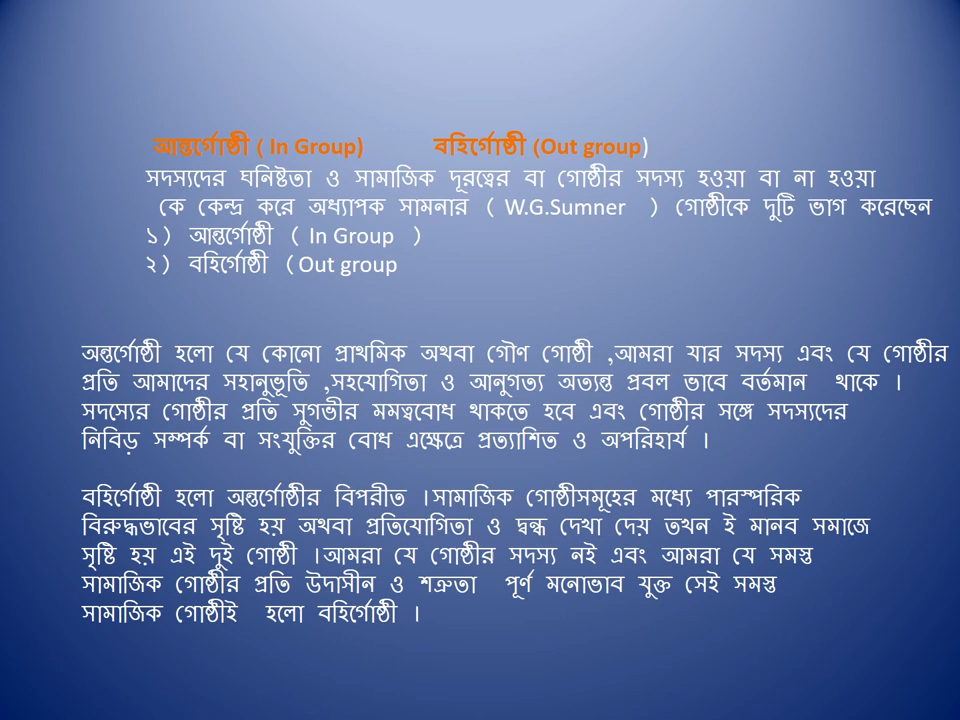 আন্তর্গোষ্ঠী ( In Group) বহির্গোষ্ঠী (Out group)
সদস্যদের ঘনিষ্টতা ও সামাজিক দূরত্বের বা গোষ্ঠীর সদস্য হওয়া বা না হওয়া
কে কেন্দ্র করে অধ্যাপক সামনার ( W.G.Sumner ) গোষ্ঠীকে দুটি ভাগ করেছেন
১) আন্তর্গোষ্ঠী ( In Group )
২) বহির্গোষ্ঠী (Out group
অন্তর্গোষ্ঠী হলো যে কোনো প্রাথমিক অথবা গৌণ গোষ্ঠী ,আমরা যার সদস্য এবং যে গোষ্ঠীর
প্রতি আমাদের সহানুভূতি ,সহযোগিতা ও আনুগত্য অত্যন্ত প্রবল ভাবে বর্তমান থাকে ।
সদস্যের গোষ্ঠীর প্রতি সুগভীর মমত্ববোধ থাকতে হবে এবং গোষ্ঠীর সঙ্গে সদস্যদের
নিবিড় সম্পর্ক বা সংযুক্তির বোধ এক্ষেত্রে প্রত্যাশিত ও অপরিহার্য ।
বহির্গোষ্ঠী হলো অন্তর্গোষ্ঠীর বিপরীত ।সামাজিক গোষ্ঠীসমূহের মধ্যে পারস্পরিক
বিরুদ্ধভাবের সৃষ্টি হয় অথবা প্রতিযোগিতা ও দ্বন্ধ দেখা দেয় তখন ই মানব সমাজে
সৃষ্টি হয় এই দুই গোষ্ঠী ।আমরা যে গোষ্ঠীর সদস্য নই এবং আমরা যে সমস্ত
সামাজিক গোষ্ঠীর প্রতি উদাসীন ও শত্রুতা পূর্ণ মনোভাব যুক্ত সেই সমস্ত
সামাজিক গোষ্ঠীই হলো বহির্গোষ্ঠী ।